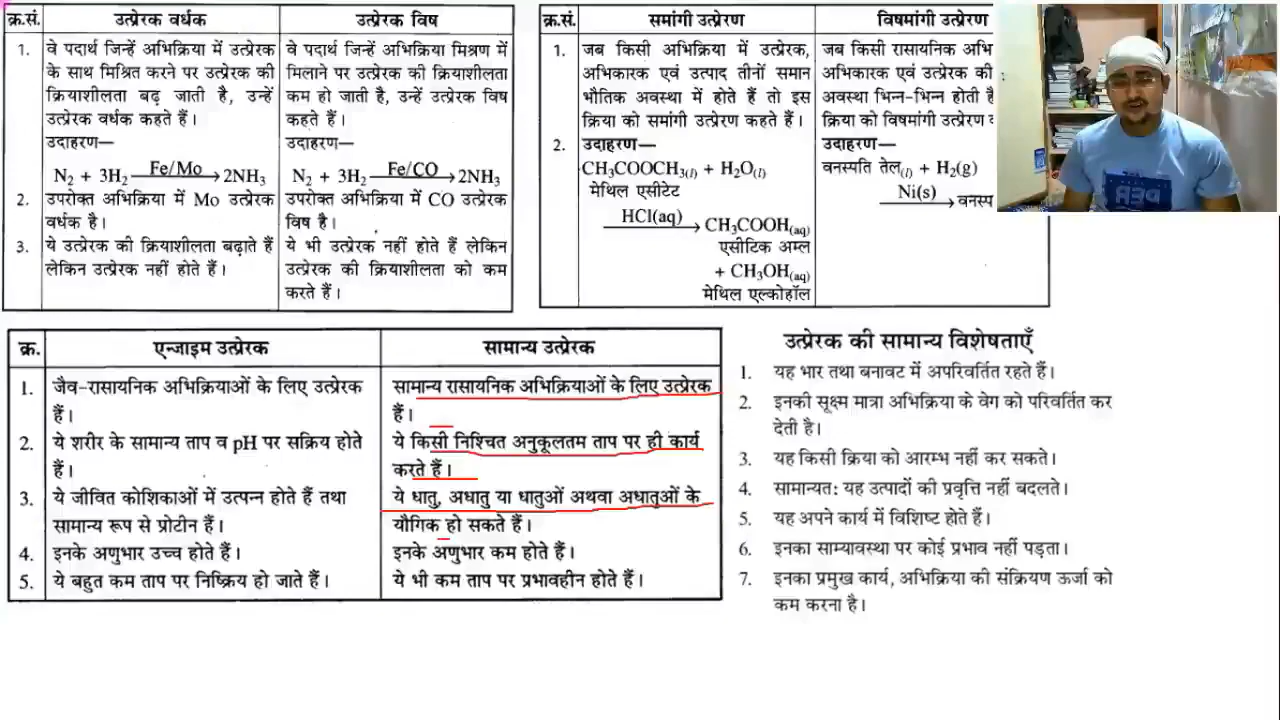 क्र.सं. उत्प्रेरक वर्धक उत्प्रेरक विष
1. वे पदार्थ जिन्हें अभिक्रिया में उत्प्रेरक वे पदार्थ जिन्हें अभिक्रिया मिश्रण में
के साथ मिश्रित करने पर उत्प्रेरक की मिलाने पर उत्प्रेरक की क्रियाशीलता
क्रियाशीलता बढ़ जाती है, उन्हें कम हो जाती है, उन्हें उत्प्रेरक विष
उत्प्रेरक वर्धक कहते हैं। कहते हैं।
उदाहरण— उदाहरण—
N₂ + 3H₂ Fe/Mo → 2NH₃ N₂ + 3H₂ Fe/CO → 2NH₃
2. उपरोक्त अभिक्रिया में Mo उत्प्रेरक उपरोक्त अभिक्रिया में CO उत्प्रेरक
वर्धक है। विष है।
3. ये उत्प्रेरक की क्रियाशीलता बढ़ाते हैं ये भी उत्प्रेरक नहीं होते हैं लेकिन
लेकिन उत्प्रेरक नहीं होते हैं। उत्प्रेरक की क्रियाशीलता को कम
करते हैं।
क्र.सं. समांगी उत्प्रेरण विषमांगी उत्प्रेरण
1. जब किसी अभिक्रिया में उत्प्रेरक, जब किसी रासायनिक अभि
अभिकारक एवं उत्पाद तीनों समान अभिकारक एवं उत्प्रेरक की
भौतिक अवस्था में होते हैं तो इस अवस्था भिन्न-भिन्न होती है
क्रिया को समांगी उत्प्रेरण कहते हैं। क्रिया को विषमांगी उत्प्रेरण
2. उदाहरण— उदाहरण—
CH₃COOCH₃(l) + H₂O(l) वनस्पति तेल(l) + H₂(g)
मेथिल एसीटेट Ni(s) → वनस्प
HCl(aq) → CH₃COOH(aq)
एसीटिक अम्ल
+ CH₃OH(aq)
मेथिल एल्कोहॉल
क्र. एन्जाइम उत्प्रेरक सामान्य उत्प्रेरक
1. जैव-रासायनिक अभिक्रियाओं के लिए उत्प्रेरक सामान्य रासायनिक अभिक्रियाओं के लिए उत्प्रेरक
हैं। हैं।
2. ये शरीर के सामान्य ताप व pH पर सक्रिय होते ये किसी निश्चित अनुकूलतम ताप पर ही कार्य
हैं। करते हैं।
3. ये जीवित कोशिकाओं में उत्पन्न होते हैं तथा ये धातु, अधातु या धातुओं अथवा अधातुओं के
सामान्य रूप से प्रोटीन हैं। यौगिक हो सकते हैं।
4. इनके अणुभार उच्च होते हैं। इनके अणुभार कम होते हैं।
5. ये बहुत कम ताप पर निष्क्रिय हो जाते हैं। ये भी कम ताप पर प्रभावहीन होते हैं।
उत्प्रेरक की सामान्य विशेषताएँ
1. यह भार तथा बनावट में अपरिवर्तित रहते हैं।
2. इनकी सूक्ष्म मात्रा अभिक्रिया के वेग को परिवर्तित कर
देती है।
3. यह किसी क्रिया को आरम्भ नहीं कर सकते।
4. सामान्यत: यह उत्पादों की प्रवृत्ति नहीं बदलते।
5. यह अपने कार्य में विशिष्ट होते हैं।
6. इनका साम्यावस्था पर कोई प्रभाव नहीं पड़ता।
7. इनका प्रमुख कार्य, अभिक्रिया की संक्रियण ऊर्जा को
कम करना है।